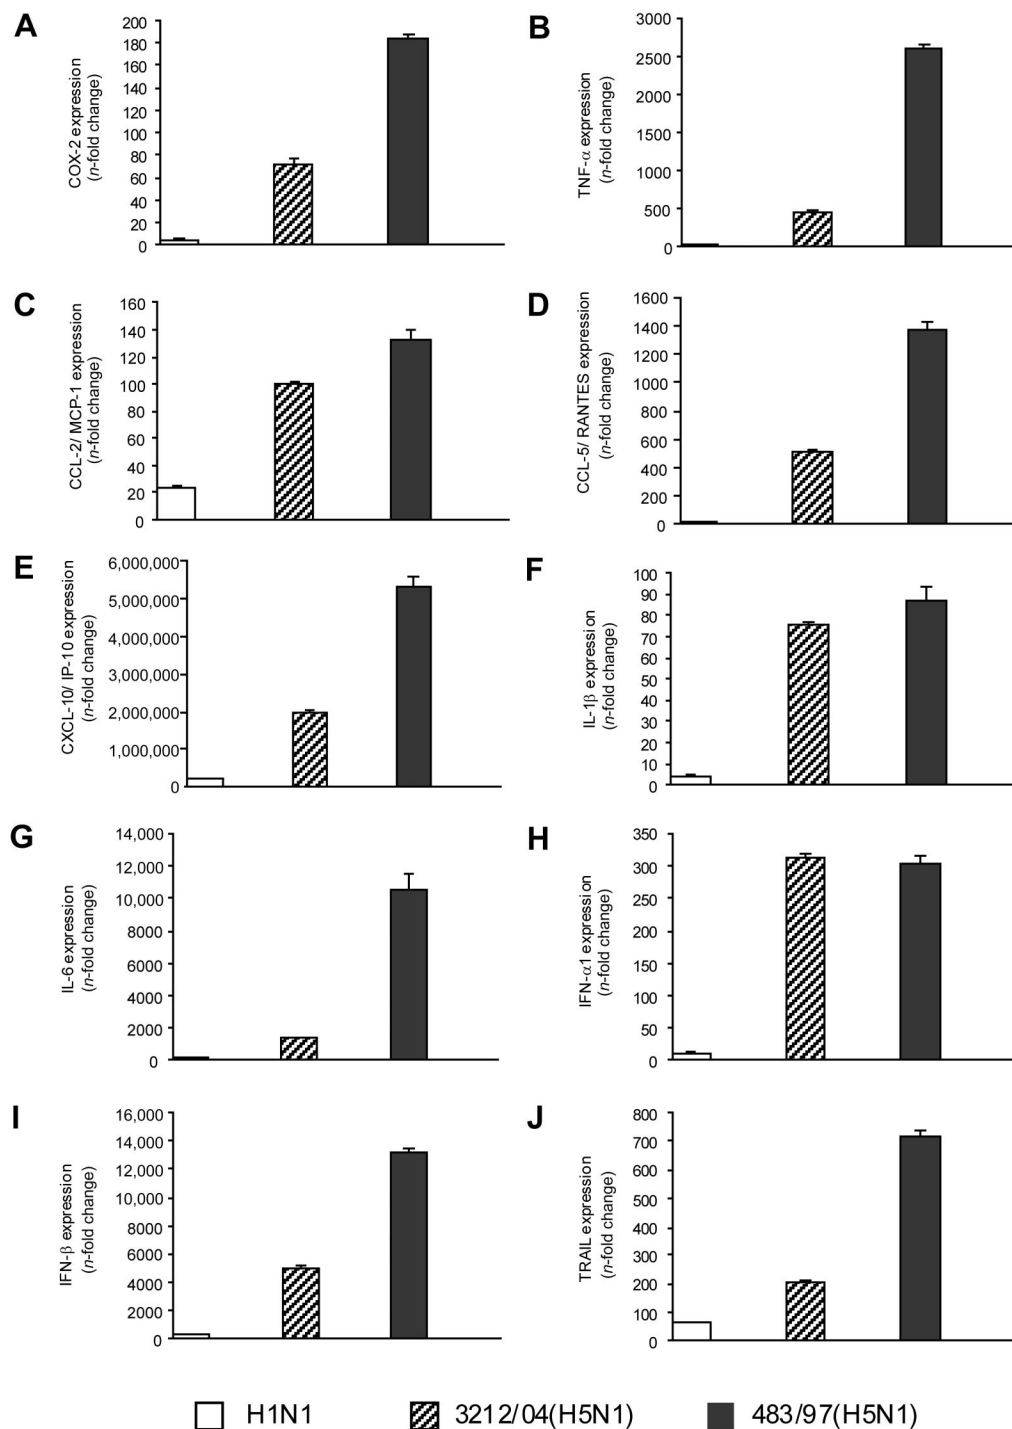 A
COX-2 expression
(n-fold change)
200
180
160
140
120
100
80
60
40
20
0
B
TNF-α expression
(n-fold change)
3000
2500
2000
1500
1000
500
0
C
CCL-2/ MCP-1 expression
(n-fold change)
160
140
120
100
80
60
40
20
0
D
CCL-5/ RANTES expression
(n-fold change)
1600
1400
1200
1000
800
600
400
200
0
E
CXCL-10/ IP-10 expression
(n-fold change)
6,000,000
5,000,000
4,000,000
3,000,000
2,000,000
1,000,000
0
F
IL-1β expression
(n-fold change)
100
90
80
70
60
50
40
30
20
10
0
G
IL-6 expression
(n-fold change)
14,000
12,000
10,000
8000
6000
4000
2000
0
H
IFN-α1 expression
(n-fold change)
350
300
250
200
150
100
50
0
I
IFN-β expression
(n-fold change)
16,000
14,000
12,000
10,000
8000
6000
4000
2000
0
J
TRAIL expression
(n-fold change)
800
700
600
500
400
300
200
100
0
H1N1
3212/04(H5N1)
483/97(H5N1)